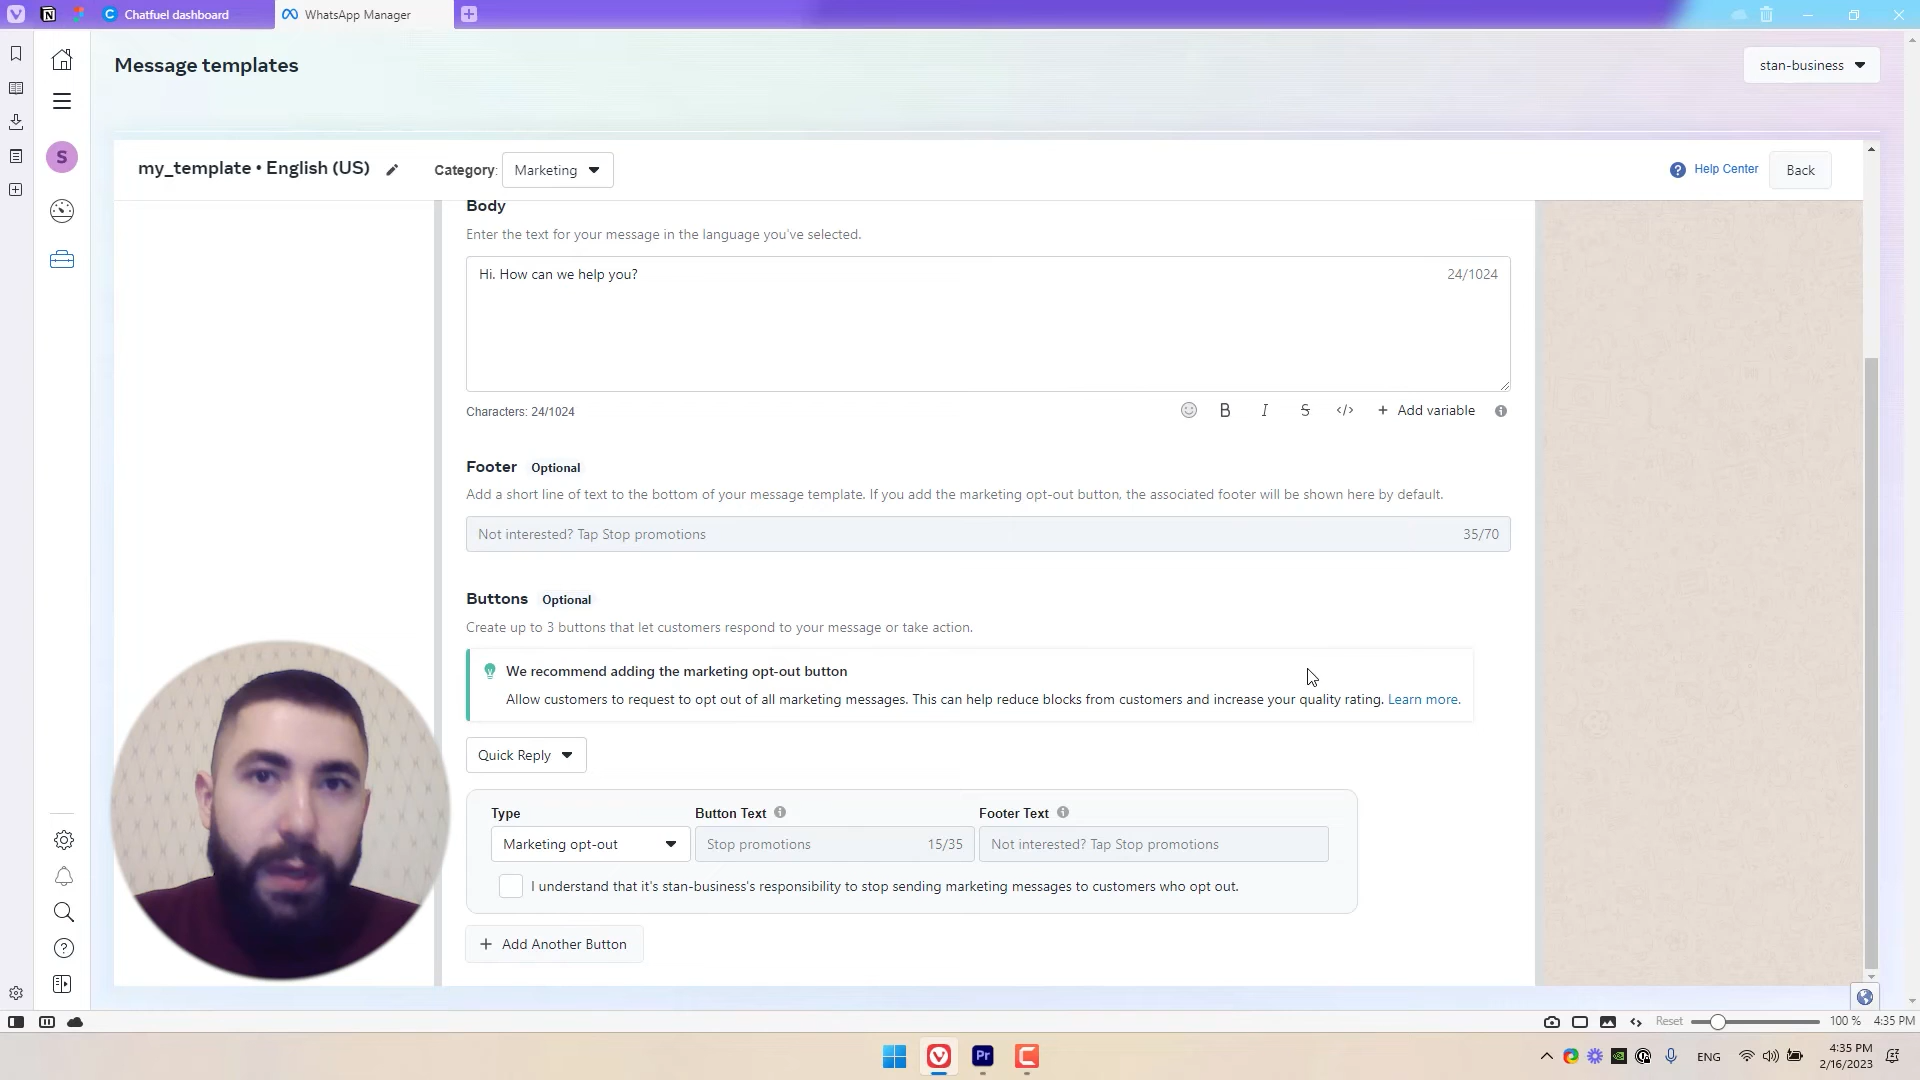 Chatfuel dashboard
WhatsApp Manager
Message templates
stan-business
S
my_template • English (US)
Category:
Marketing
Help Center
Back
Body
Enter the text for your message in the language you've selected.
Hi. How can we help you?
24/1024
Characters: 24/1024
B
I
S
</>
+ Add variable
Footer Optional
Add a short line of text to the bottom of your message template. If you add the marketing opt-out button, the associated footer will be shown here by default.
Not interested? Tap Stop promotions
35/70
Buttons Optional
Create up to 3 buttons that let customers respond to your message or take action.
We recommend adding the marketing opt-out button
Allow customers to request to opt out of all marketing messages. This can help reduce blocks from customers and increase your quality rating. Learn more.
Quick Reply
Type
Button Text
Footer Text
Marketing opt-out
Stop promotions
15/35
Not interested? Tap Stop promotions
I understand that it's stan-business's responsibility to stop sending marketing messages to customers who opt out.
+ Add Another Button
Reset
100 %
4:35 PM
Pr
ENG
4:35 PM
2/16/2023